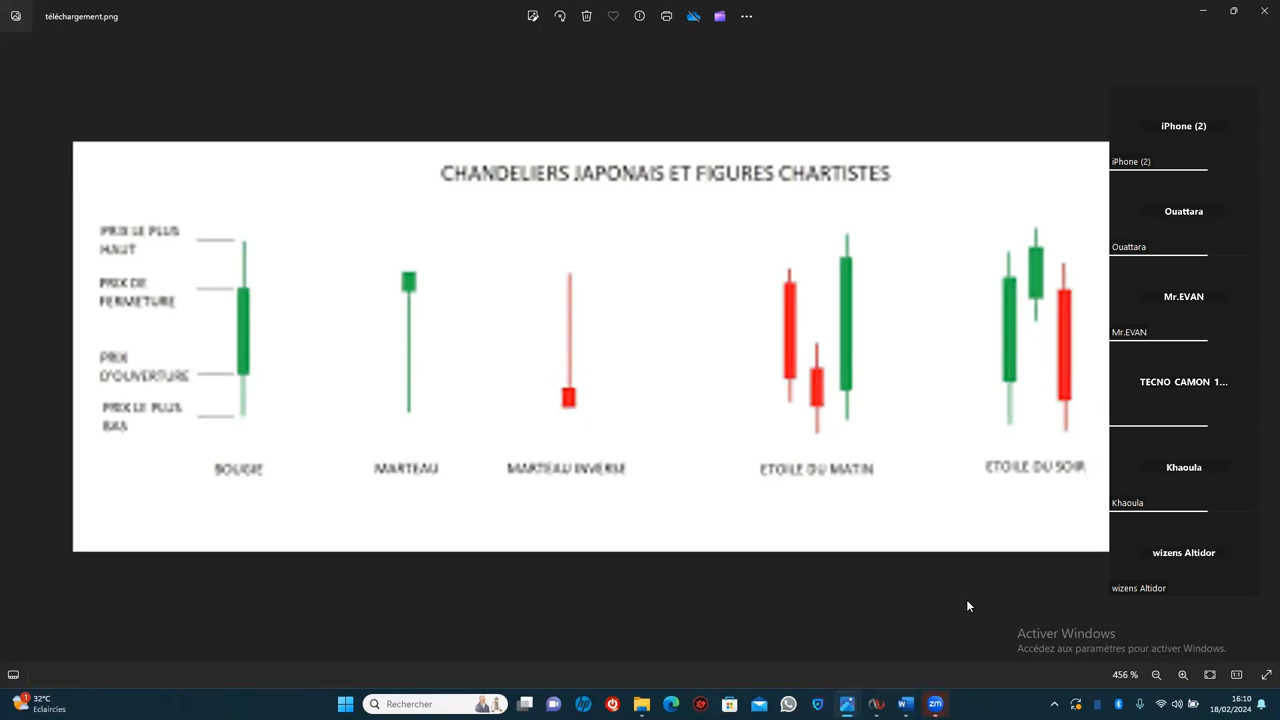 téléchargement.png
CHANDELIERS JAPONAIS ET FIGURES CHARTISTES
PRIX LE PLUS
HAUT
PRIX DE
FERMETURE
PRIX
D'OUVERTURE
PRIX LE PLUS
BAS
BOUGIE
MARTEAU
MARTEAU INVERSE
ETOILE DU MATIN
ETOILE DU SOIR
iPhone (2)
iPhone (2)
Ouattara
Ouattara
Mr.EVAN
Mr.EVAN
TECNO CAMON 1...
Khaoula
Khaoula
wizens Altidor
wizens Altidor
Activer Windows
Accédez aux paramètres pour activer Windows.
456 %
1
32°C
Eclaircies
Rechercher
zm
16:10
18/02/2024